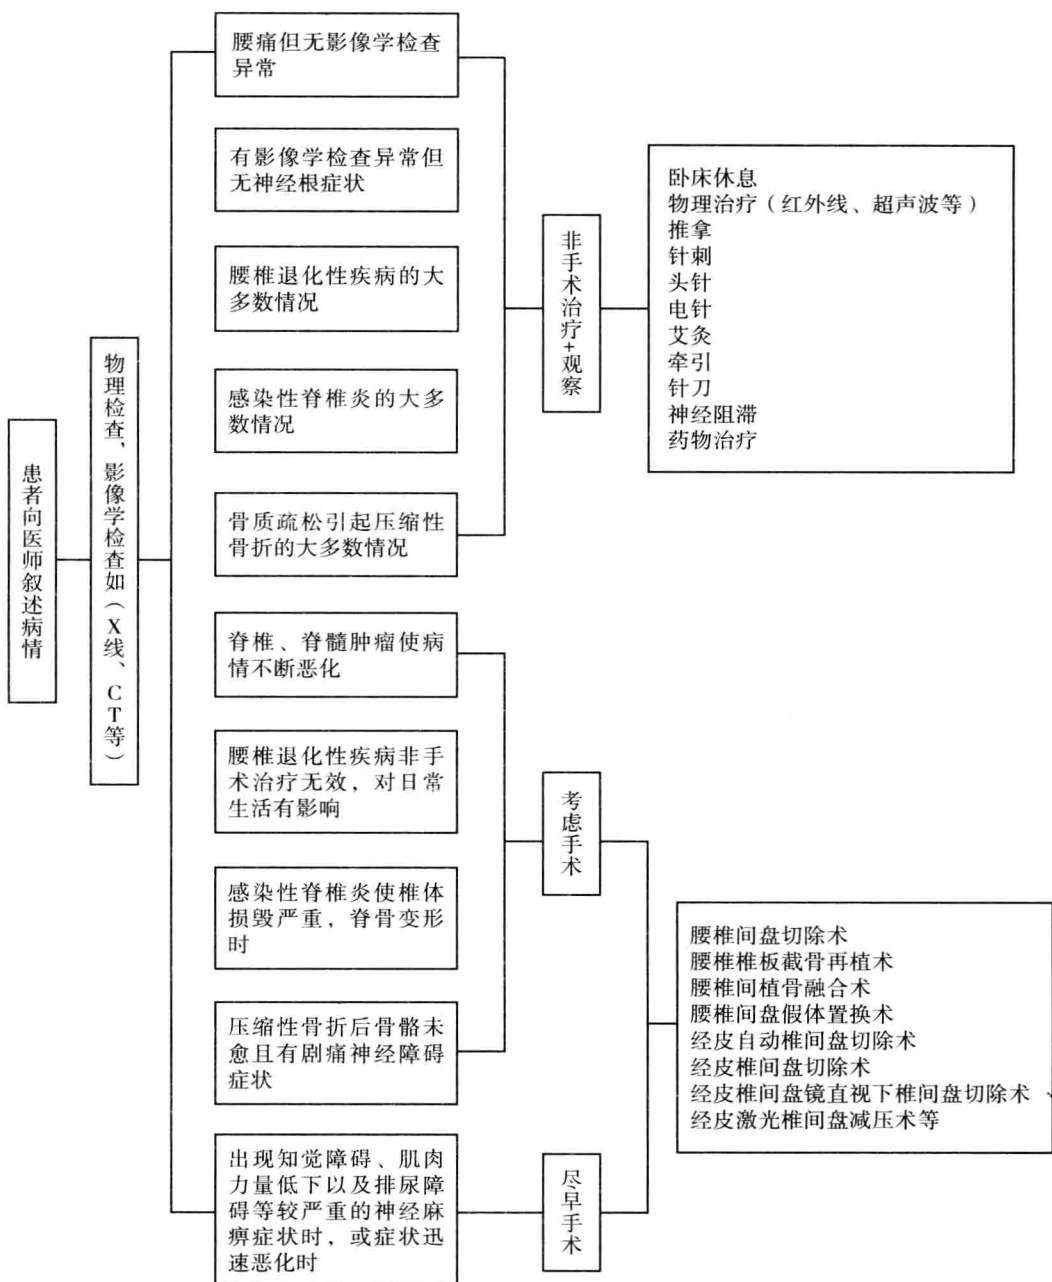 患者向医师叙述病情
物理检查，影像学检查如（X线、CT等）
腰痛但无影像学检查
异常
有影像学检查异常但
无神经根症状
腰椎退化性疾病的大
多数情况
感染性脊椎炎的大多
数情况
骨质疏松引起压缩性
骨折的大多数情况
脊椎、脊髓肿瘤使病
情不断恶化
腰椎退化性疾病非手
术治疗无效，对日常
生活有影响
感染性脊椎炎使椎体
损毁严重，脊骨变形
时
压缩性骨折后骨骼未
愈且有剧痛神经障碍
症状
出现知觉障碍、肌肉
力量低下以及排尿障
碍等较严重的神经麻
痹症状时，或症状迅
速恶化时
非手术治疗+观察
考虑手术
尽早手术
卧床休息
物理治疗（红外线、超声波等）
推拿
针刺
头针
电针
艾灸
牵引
针刀
神经阻滞
药物治疗
腰椎间盘切除术
腰椎椎板截骨再植术
腰椎间植骨融合术
腰椎间盘假体置换术
经皮自动椎间盘切除术
经皮椎间盘切除术
经皮椎间盘镜直视下椎间盘切除术
经皮激光椎间盘减压术等